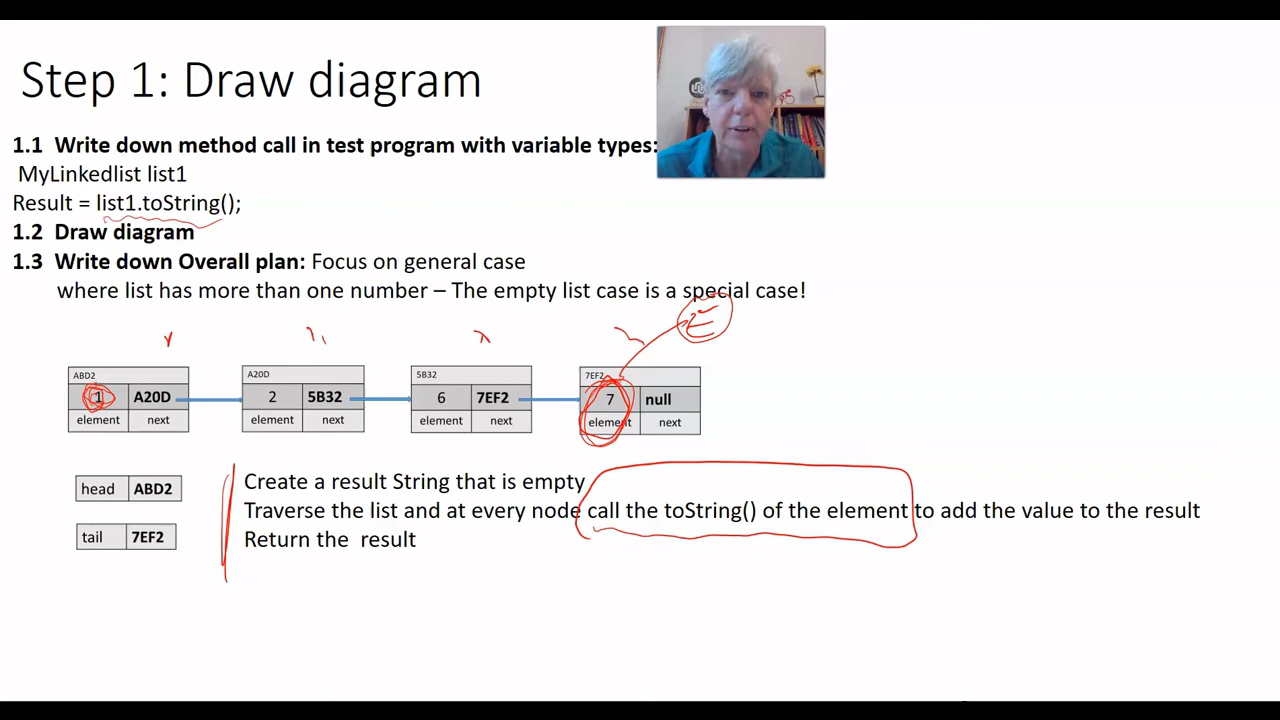 Step 1: Draw diagram
1.1 Write down method call in test program with variable types:
MyLinkedlist list1
Result = list1.toString();
1.2 Draw diagram
1.3 Write down Overall plan: Focus on general case
where list has more than one number – The empty list case is a special case!
ABD2
1 A20D
element next
A20D
2 5B32
element next
5B32
6 7EF2
element next
7EF2
7 null
element next
head ABD2
tail 7EF2
Create a result String that is empty
Traverse the list and at every node call the toString() of the element to add the value to the result
Return the result